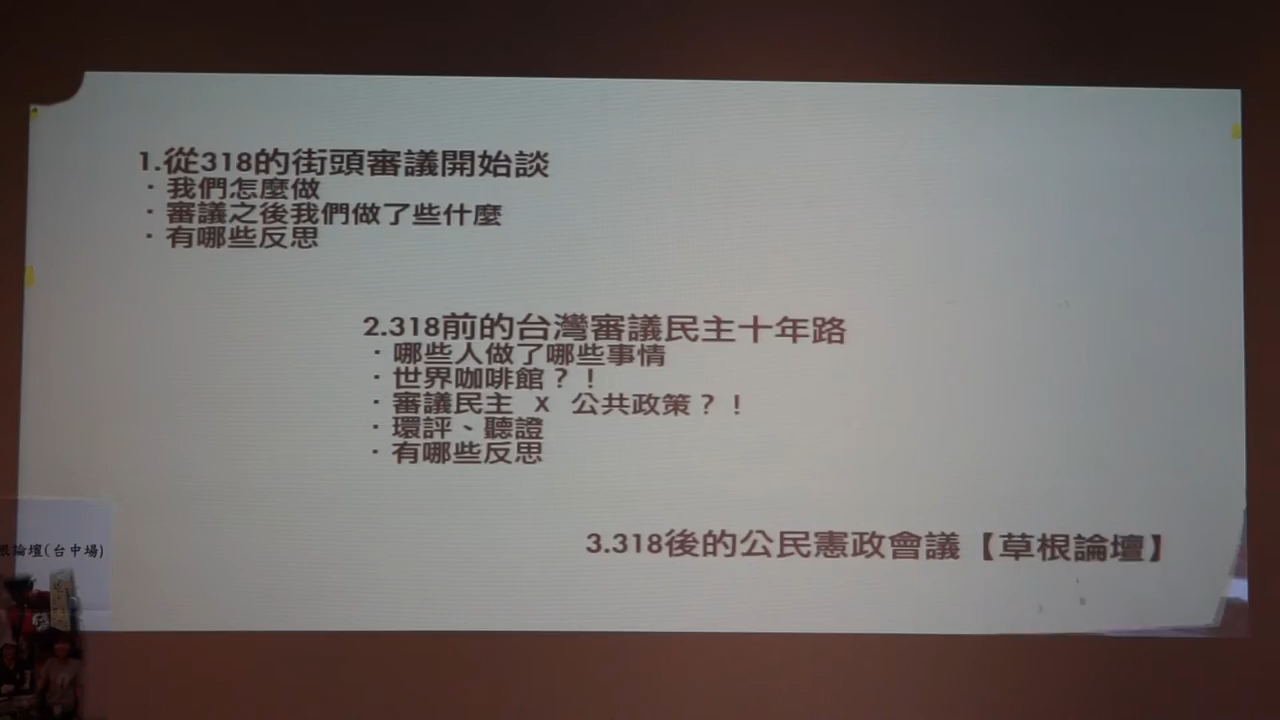 1.從318的街頭審議開始談
·我們怎麼做
·審議之後我們做了些什麼
·有哪些反思
2.318前的台灣審議民主十年路
·哪些人做了哪些事情
·世界咖啡館?!
·審議民主 x 公共政策?!
·環評、聽證
·有哪些反思
3.318後的公民憲政會議【草根論壇】
根論壇(台中場)